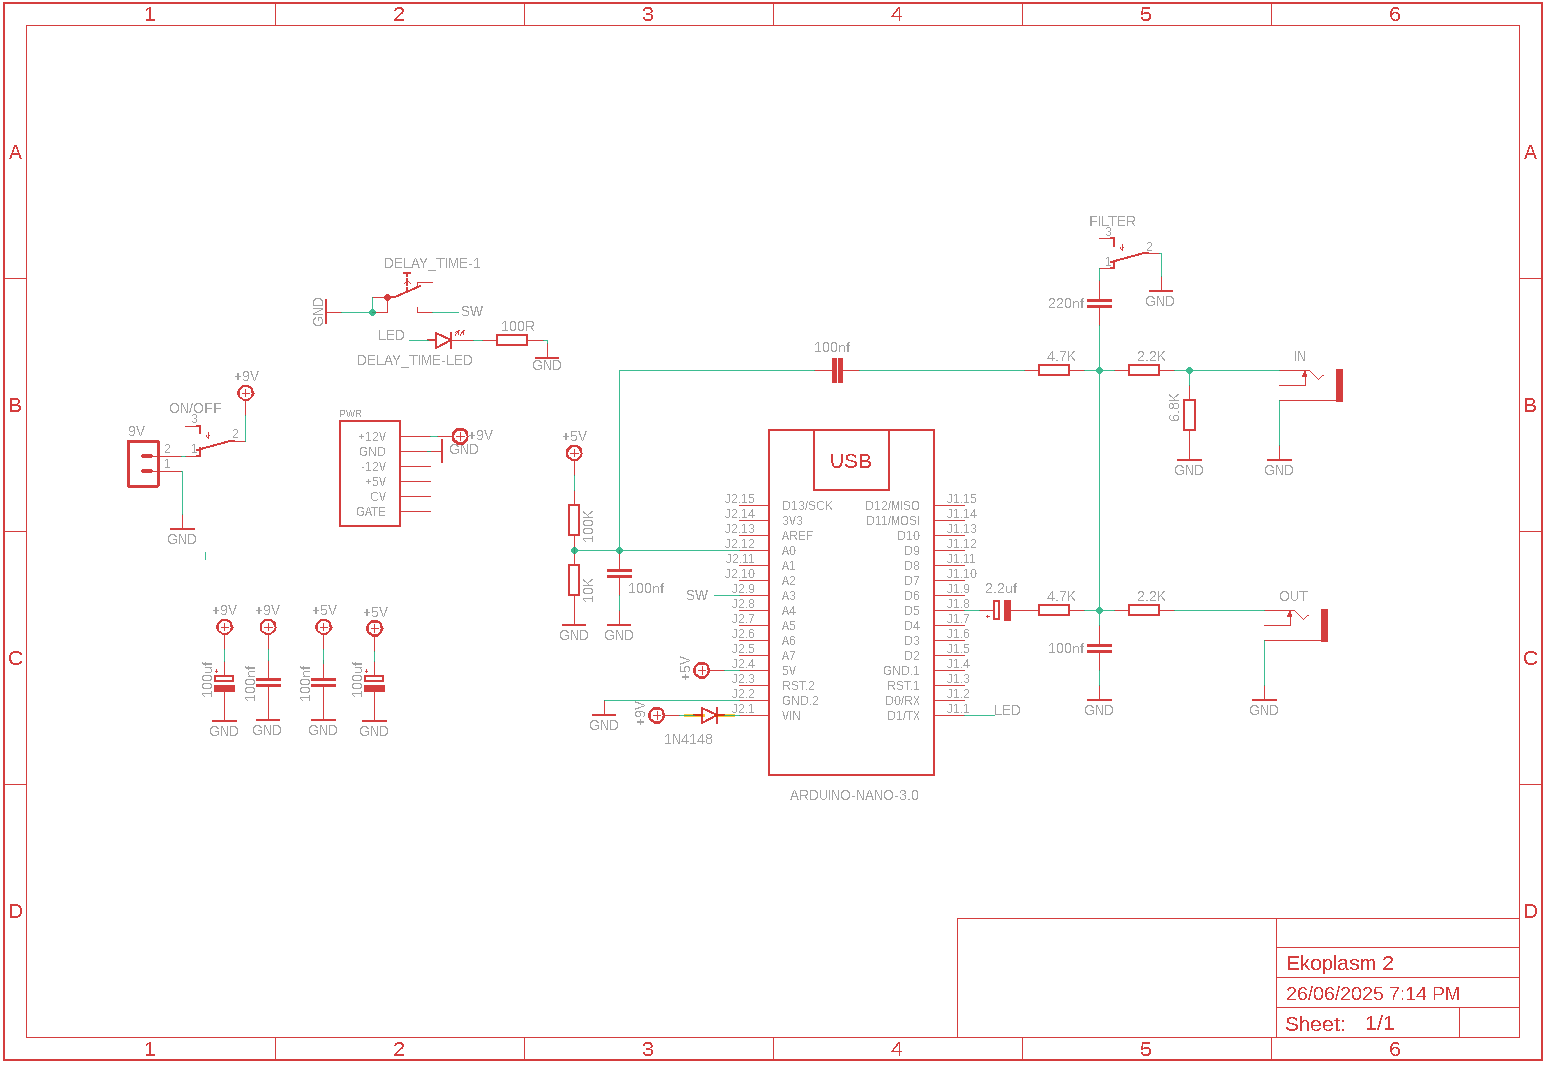 1 2 3 4 5 6
A A
FILTER
3
2
1
220nf
GND
DELAY_TIME-1
GND
SW
LED
100R
DELAY_TIME-LED
GND
100nf
4.7K
2.2K
IN
6.8K
GND
GND
B B
+9V
ON/OFF
3
2
1
9V
2
1
GND
PWR
+12V
GND
-12V
+5V
CV
GATE
+9V
GND
+5V
100K
10K
100nf
GND
GND
USB
J2.15 D13/SCK D12/MISO J1.15
J2.14 3V3 D11/MOSI J1.14
J2.13 AREF D10 J1.13
J2.12 A0 D9 J1.12
J2.11 A1 D8 J1.11
J2.10 A2 D7 J1.10
SW J2.9 A3 D6 J1.9
J2.8 A4 D5 J1.8
J2.7 A5 D4 J1.7
J2.6 A6 D3 J1.6
J2.5 A7 D2 J1.5
+5V J2.4 5V GND.1 J1.4
J2.3 RST.2 RST.1 J1.3
J2.2 GND.2 D0/RX J1.2
J2.1 VIN D1/TX J1.1 LED
GND
+9V
1N4148
ARDUINO-NANO-3.0
2.2uf
4.7K
2.2K
OUT
100nf
GND
GND
C C
+9V +9V +5V +5V
100uf 100nf 100nf 100uf
GND GND GND GND
D D
Ekoplasm 2
26/06/2025 7:14 PM
Sheet: 1/1
1 2 3 4 5 6